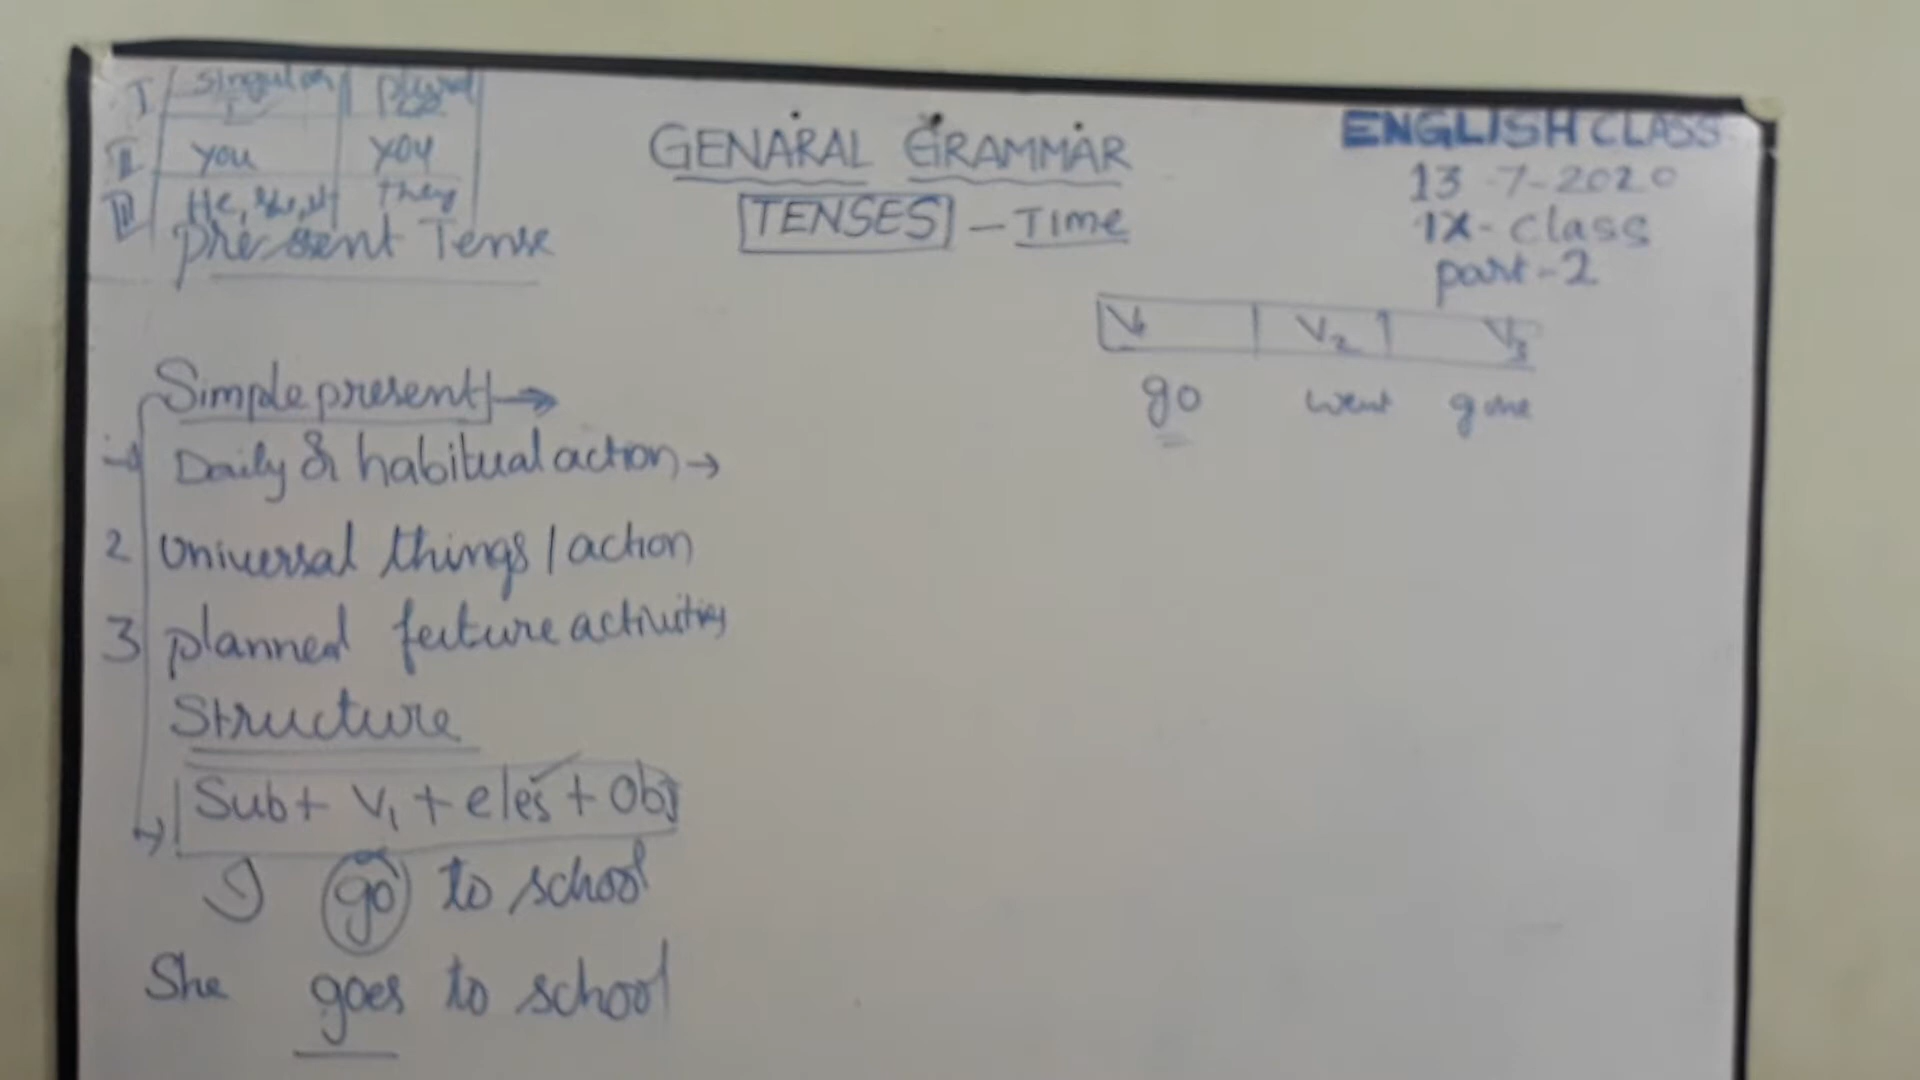 I singular plural
I
II you you
III He, she, it they
GENARAL GRAMMAR
TENSES - TIME
ENGLISH CLASS
13-7-2020
IX- class
part-2
present Tense
V1 V2 V3
go went gone
Simple present →
1 Daily & habitual action →
2 Universal things / action
3 planned future activities
Structure
Sub + V1 + e/es + Obj
I go to school
She goes to school